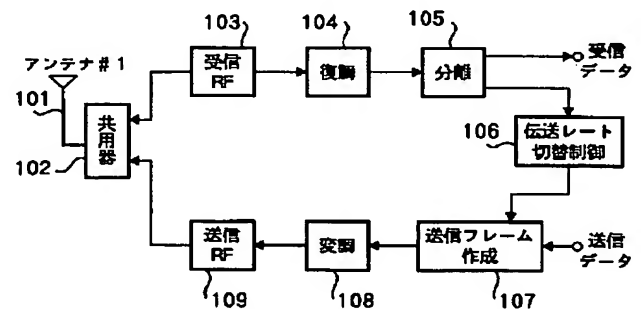 103
104
105
アンテナ#1
101
共用器
102
受信
RF
復調
分離
受信
データ
106
伝送レート
切替制御
送信
RF
変調
送信フレーム
作成
送信
データ
109
108
107